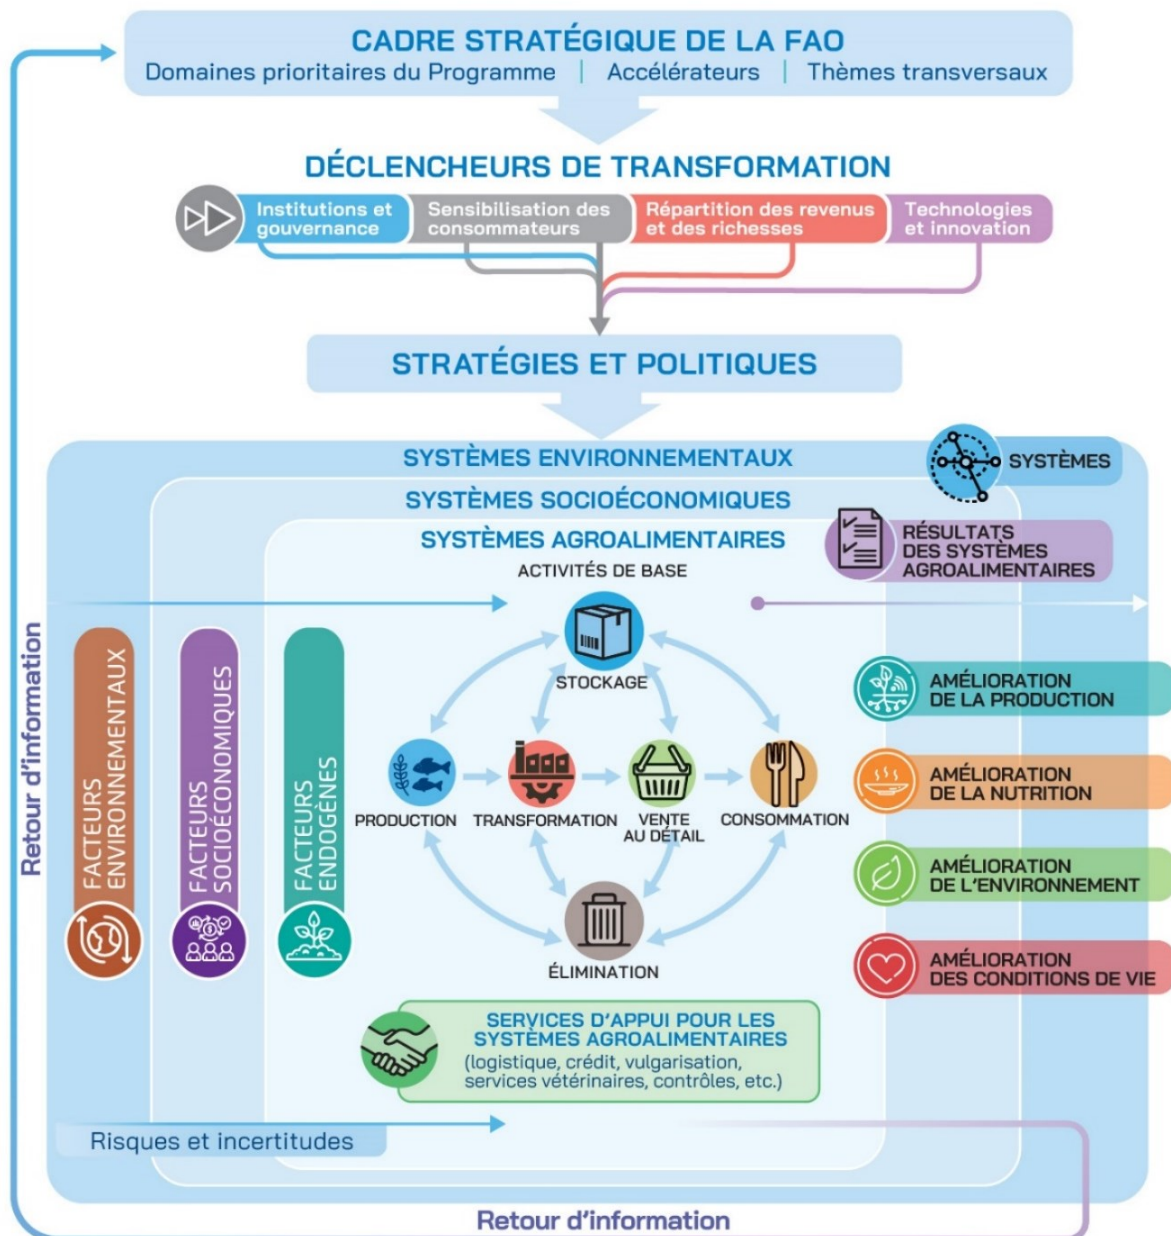 CADRE STRATÉGIQUE DE LA FAO
Domaines prioritaires du Programme | Accélérateurs | Thèmes transversaux
DÉCLENCHEURS DE TRANSFORMATION
Institutions et
gouvernance
Sensibilisation des
consommateurs
Répartition des revenus
et des richesses
Technologies
et innovation
STRATÉGIES ET POLITIQUES
SYSTÈMES ENVIRONNEMENTAUX
SYSTÈMES
SYSTÈMES SOCIOÉCONOMIQUES
SYSTÈMES AGROALIMENTAIRES
RÉSULTATS
DES SYSTÈMES
AGROALIMENTAIRES
ACTIVITÉS DE BASE
Retour d'information
FACTEURS
ENVIRONNEMENTAUX
FACTEURS
SOCIOÉCONOMIQUES
FACTEURS
ENDOGÈNES
STOCKAGE
PRODUCTION
TRANSFORMATION
VENTE
AU DÉTAIL
CONSOMMATION
ÉLIMINATION
AMÉLIORATION
DE LA PRODUCTION
AMÉLIORATION
DE LA NUTRITION
AMÉLIORATION
DE L'ENVIRONNEMENT
AMÉLIORATION
DES CONDITIONS DE VIE
SERVICES D'APPUI POUR LES
SYSTÈMES AGROALIMENTAIRES
(logistique, crédit, vulgarisation,
services vétérinaires, contrôles, etc.)
Risques et incertitudes
Retour d'information